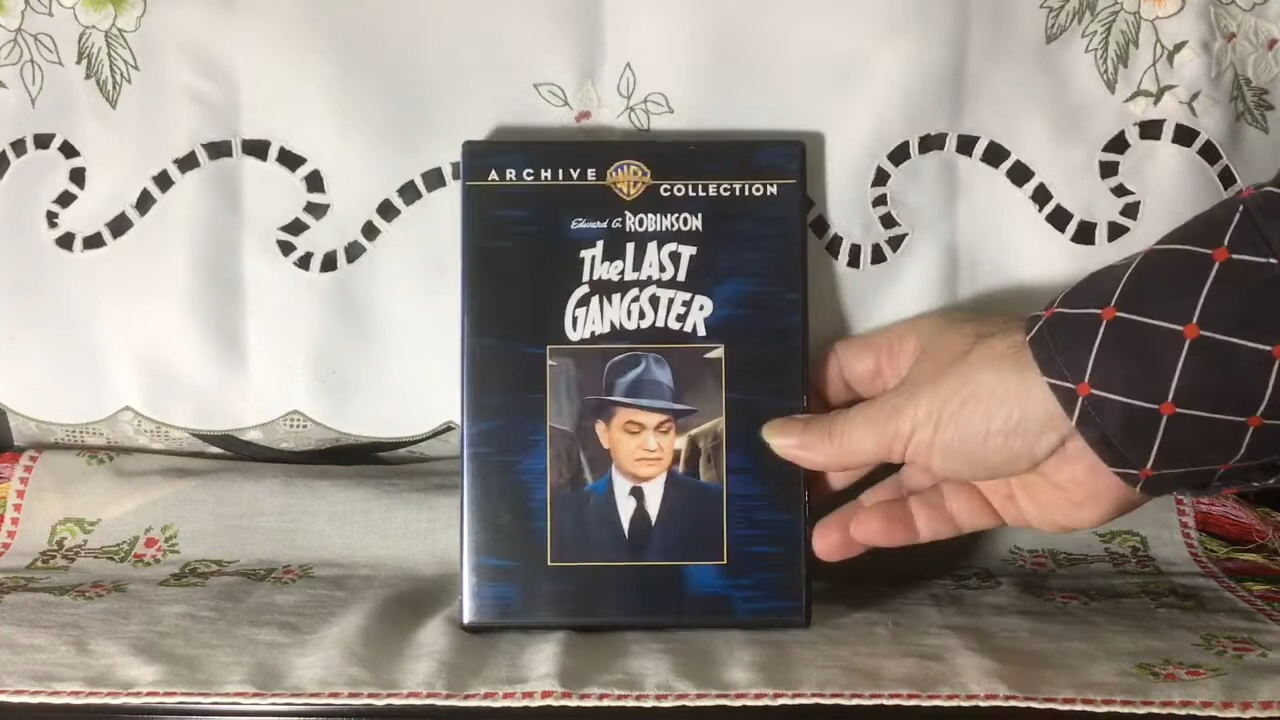 ARCHIVE WB COLLECTION
Edward G. ROBINSON
The LAST
GANGSTER